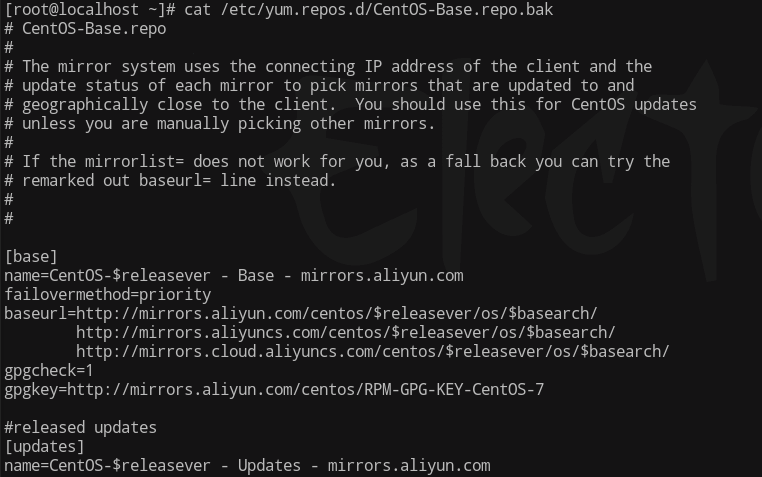 [root@localhost ~]# cat /etc/yum.repos.d/CentOS-Base.repo.bak
# CentOS-Base.repo
#
# The mirror system uses the connecting IP address of the client and the
# update status of each mirror to pick mirrors that are updated to and
# geographically close to the client.  You should use this for CentOS updates
# unless you are manually picking other mirrors.
#
# If the mirrorlist= does not work for you, as a fall back you can try the
# remarked out baseurl= line instead.
#
#

[base]
name=CentOS-$releasever - Base - mirrors.aliyun.com
failovermethod=priority
baseurl=http://mirrors.aliyun.com/centos/$releasever/os/$basearch/
        http://mirrors.aliyuncs.com/centos/$releasever/os/$basearch/
        http://mirrors.cloud.aliyuncs.com/centos/$releasever/os/$basearch/
gpgcheck=1
gpgkey=http://mirrors.aliyun.com/centos/RPM-GPG-KEY-CentOS-7

#released updates
[updates]
name=CentOS-$releasever - Updates - mirrors.aliyun.com